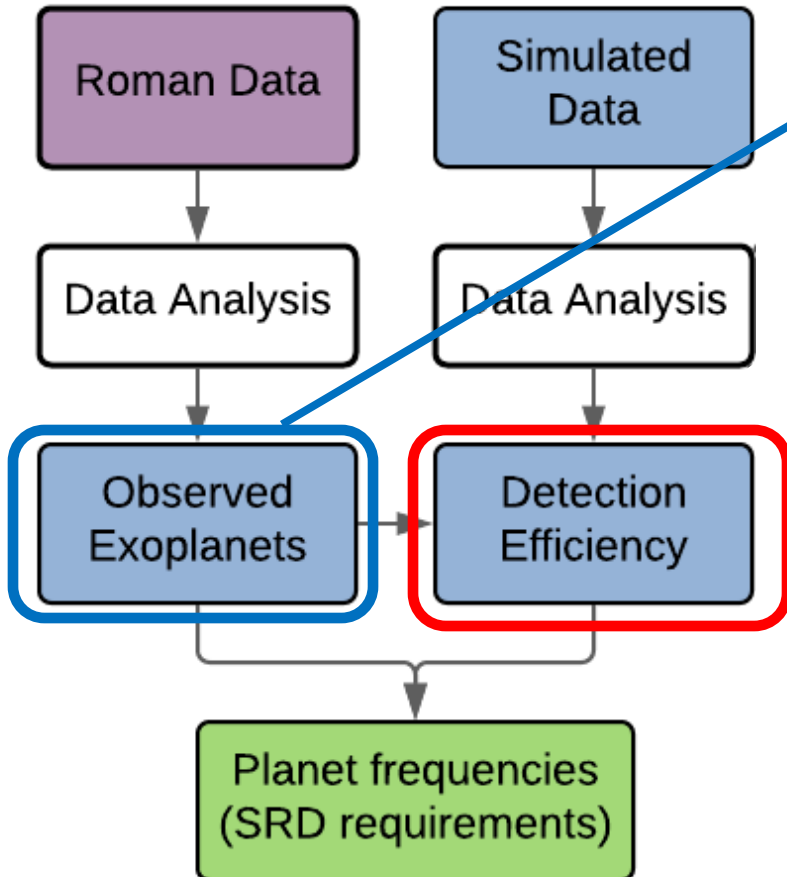 Roman Data
Simulated
Data
Data Analysis
Data Analysis
Observed
Exoplanets
Detection
Efficiency
Planet frequencies
(SRD requirements)